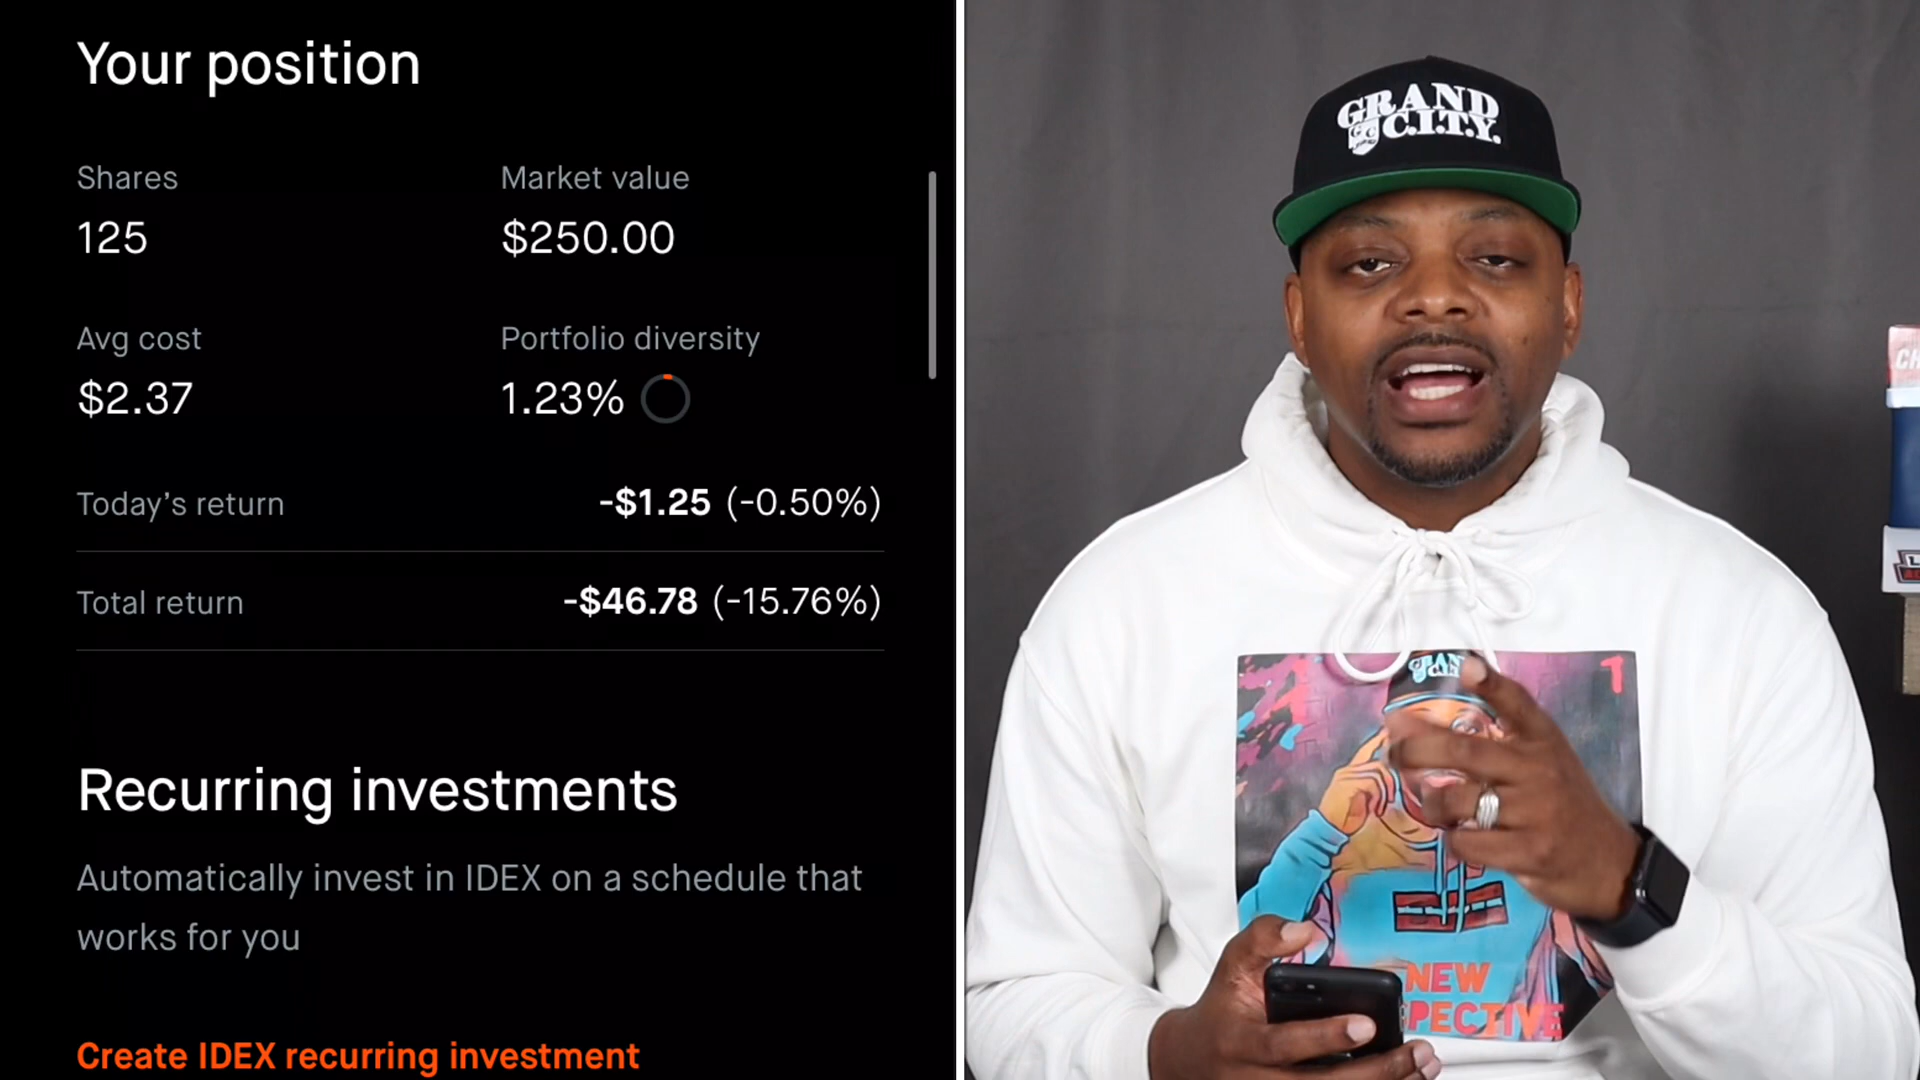 Your position
Shares
Market value
125
$250.00
Avg cost
Portfolio diversity
$2.37
1.23%
Today's return
-$1.25 (-0.50%)
Total return
-$46.78 (-15.76%)
Recurring investments
Automatically invest in IDEX on a schedule that
works for you
Create IDEX recurring investment
GRAND
C.I.T.Y.
NEW